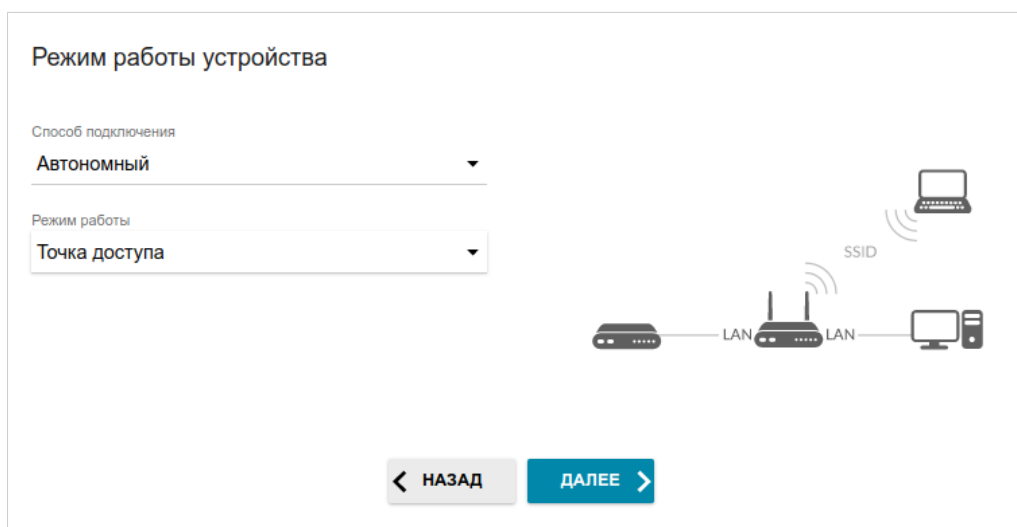 Режим работы устройства
Способ подключения
Автономный
Режим работы
Точка доступа
SSID
LAN LAN
НАЗАД ДАЛЕЕ